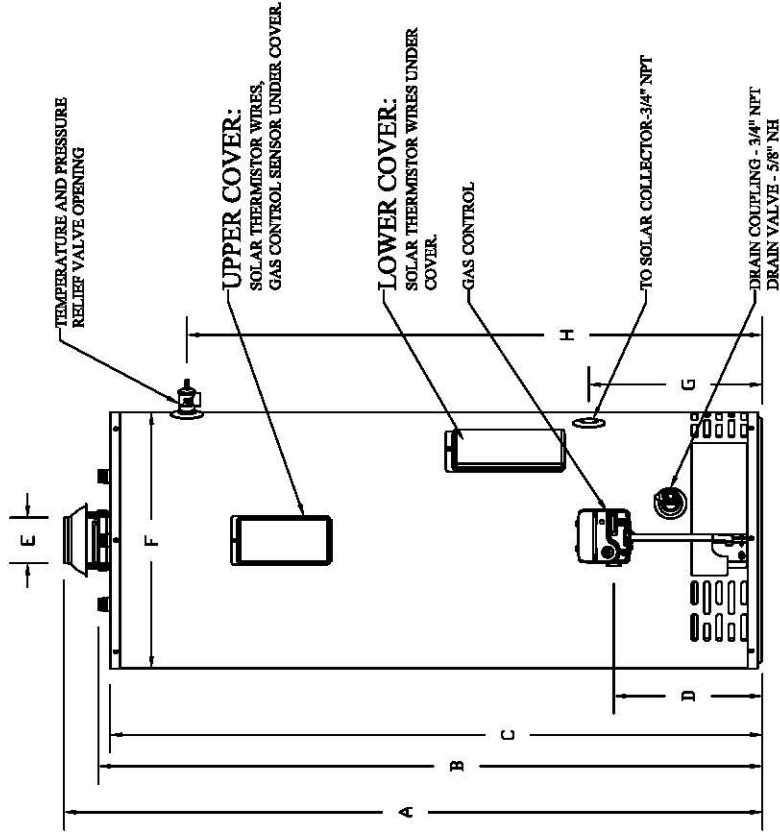 TEMPERATURE AND PRESSURE
RELIEF VALVE OPENING
UPPER COVER:
SOLAR THERMISTOR WIRES,
GAS CONTROL SENSOR UNDER COVER.
LOWER COVER:
SOLAR THERMISTOR WIRES UNDER
COVER.
GAS CONTROL
TO SOLAR COLLECTOR-3/4" NPT
DRAIN COUPLING - 3/4" NPT
DRAIN VALVE - 5/8" NH
E
F
H
G
D
C
B
A